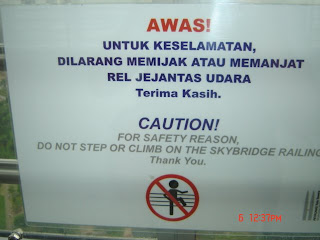 AWAS!
UNTUK KESELAMATAN,
DILARANG MEMIJAK ATAU MEMANJAT
REL JEJANTAS UDARA
Terima Kasih.
CAUTION!
FOR SAFETY REASON,
DO NOT STEP OR CLIMB ON THE SKYBRIDGE RAILING
Thank You.
6 12:37PM